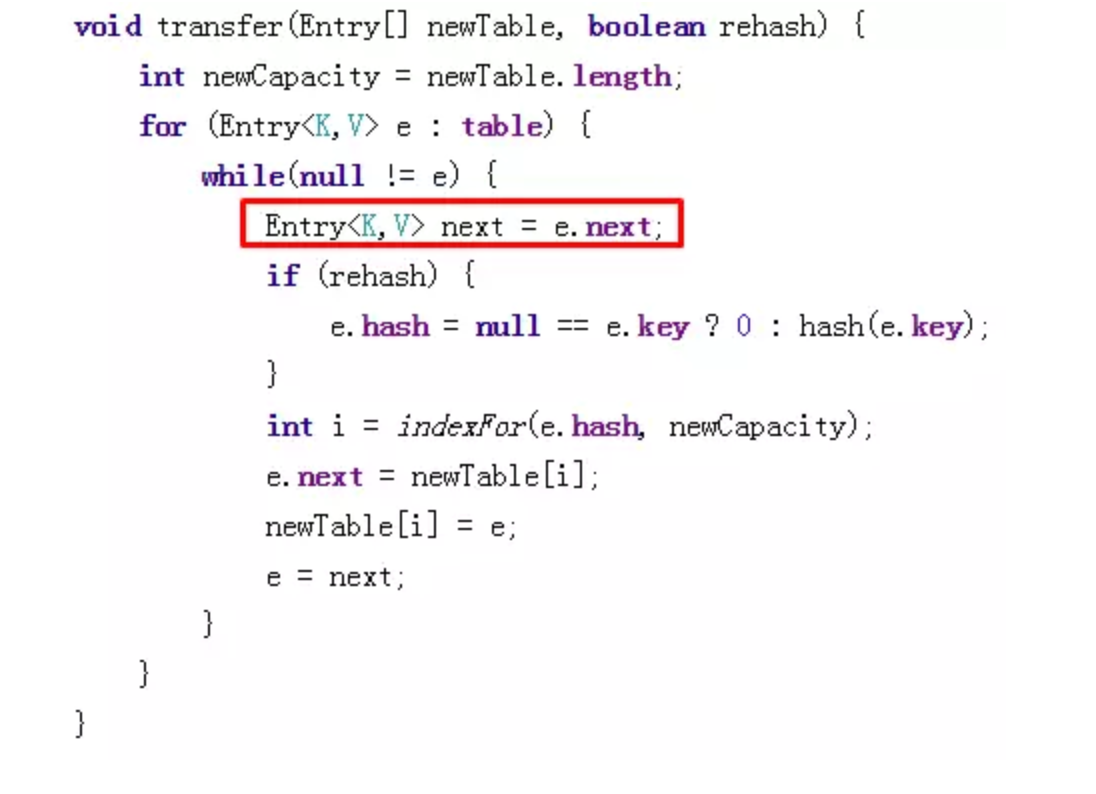 void transfer(Entry[] newTable, boolean rehash) {
int newCapacity = newTable.length;
for (Entry<K,V> e : table) {
while(null != e) {
Entry<K,V> next = e.next;
if (rehash) {
e.hash = null == e.key ? 0 : hash(e.key);
}
int i = indexFor(e.hash, newCapacity);
e.next = newTable[i];
newTable[i] = e;
e = next;
}
}
}